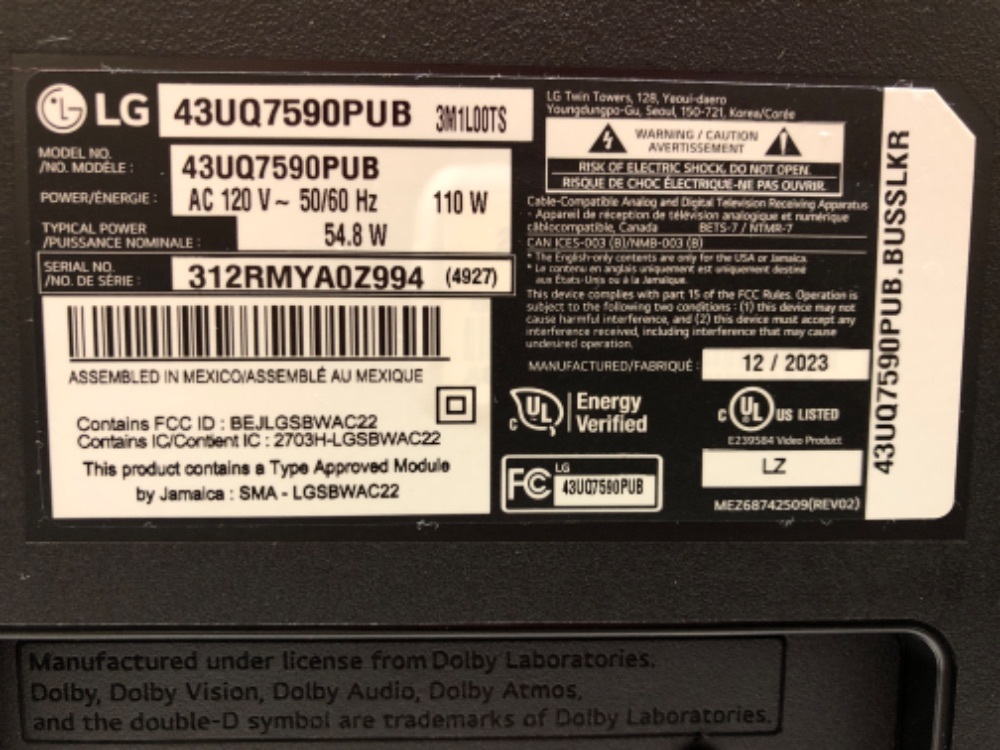 LG 43UQ7590PUB 3M1L00TS
MODEL NO.
/NO. MODÈLE : 43UQ7590PUB
POWER/ÉNERGIE : AC 120 V ~ 50/60 Hz 110 W
TYPICAL POWER
/PUISSANCE NOMINALE : 54.8 W
SERIAL NO.
/NO. DE SÉRIE : 312RMYA0Z994 (4927)
ASSEMBLED IN MEXICO/ASSEMBLÉ AU MEXIQUE
Contains FCC ID : BEJLGSBWAC22
Contains IC/Contient IC : 2703H-LGSBWAC22
This product contains a Type Approved Module
by Jamaica : SMA - LGSBWAC22
LG Twin Towers, 128, Yeoui-daero
Youngdungpo-Gu, Seoul, 150-721, Korea/Corée
WARNING / CAUTION
AVERTISSEMENT
RISK OF ELECTRIC SHOCK. DO NOT OPEN.
RISQUE DE CHOC ÉLECTRIQUE-NE PAS OUVRIR.
Cable-Compatible Analog and Digital Television Receiving Apparatus
- Appareil de réception de télévision analogique et numérique
câblocompatible, Canada BETS-7 / NTMR-7
CAN ICES-003 (B)/NMB-003 (B)
* The English-only contents are only for the USA or Jamaica.
* Le contenu en anglais uniquement est uniquement destiné
aux États-Unis ou à la Jamaïque.
This device complies with part 15 of the FCC Rules. Operation is
subject to the following two conditions : (1) this device may not
cause harmful interference, and (2) this device must accept any
interference received, including interference that may cause
undesired operation.
MANUFACTURED/FABRIQUÉ : 12 / 2023
c UL Energy
Verified
c UL US LISTED
E239584 Video Product
FC LG
43UQ7590PUB
LZ
MEZ68742509(REV02)
43UQ7590PUB.BUSSLKR
Manufactured under license from Dolby Laboratories.
Dolby, Dolby Vision, Dolby Audio, Dolby Atmos,
and the double-D symbol are trademarks of Dolby Laboratories.